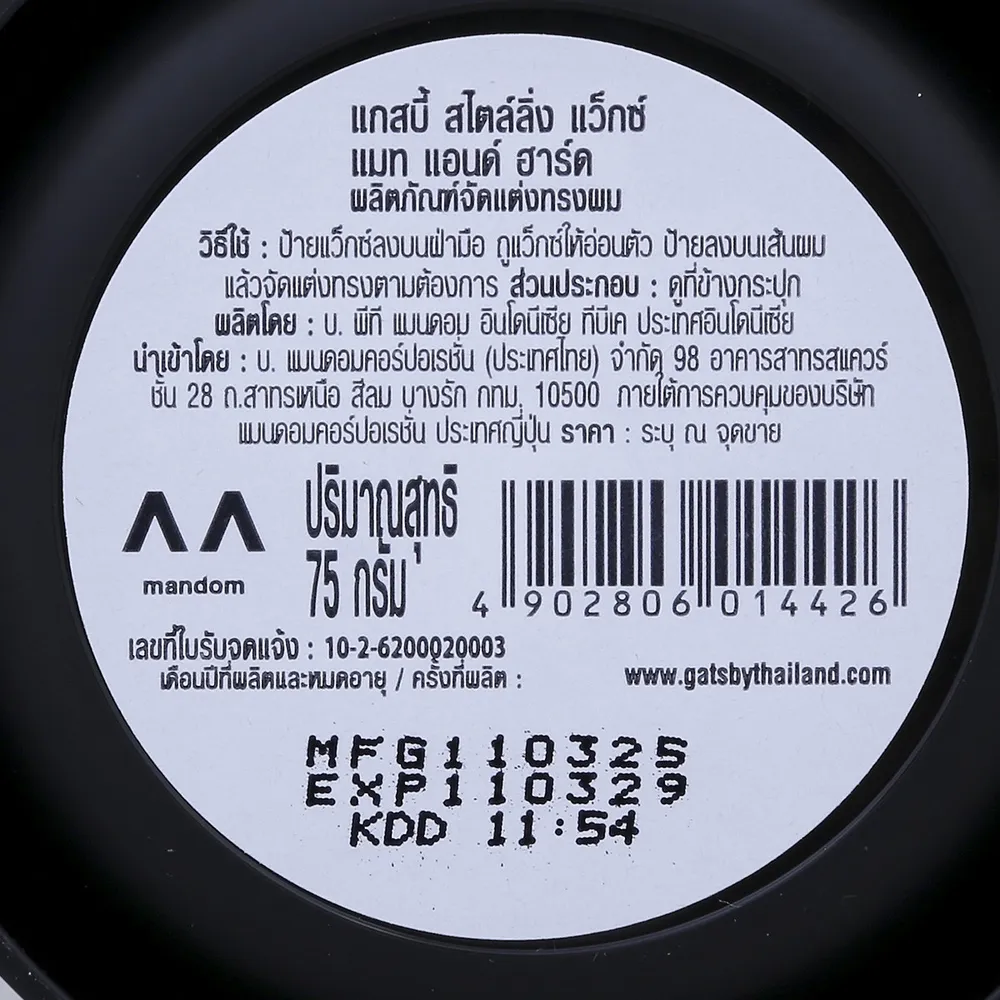 แกสบี้ สไตล์ลิ่ง แว็กซ์
แมท แอนด์ ฮาร์ด
ผลิตภัณฑ์จัดแต่งทรงผม
วิธีใช้ : ป้ายแว็กซ์ลงบนฝ่ามือ ถูแว็กซ์ให้อ่อนตัว ป้ายลงบนเส้นผม
แล้วจัดแต่งทรงตามต้องการ ส่วนประกอบ : ดูที่ข้างกระปุก
ผลิตโดย : บ. พีที แมนดอม อินโดนีเซีย ทีบีเค ประเทศอินโดนีเซีย
นำเข้าโดย : บ. แมนดอมคอร์ปอเรชั่น (ประเทศไทย) จำกัด 98 อาคารสาทรสแควร์
ชั้น 28 ถ.สาทรเหนือ สีลม บางรัก กทม. 10500 ภายใต้การควบคุมของบริษัท
แมนดอมคอร์ปอเรชั่น ประเทศญี่ปุ่น ราคา : ระบุ ณ จุดขาย
mandom
ปริมาณสุทธิ
75 กรัม
4 902806 014426
เลขที่ใบรับจดแจ้ง : 10-2-6200020003
เดือนปีที่ผลิตและหมดอายุ / ครั้งที่ผลิต :
www.gatsbythailand.com
MFG110325
EXP110329
KDD 11:54